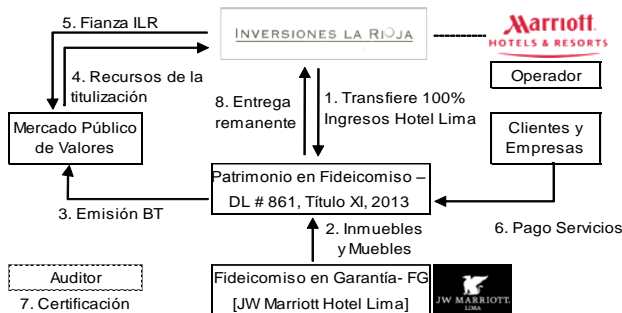 5. Fianza ILR
INVERSIONES LA RIOJA
Marriott
HOTELS & RESORTS
Operador
4. Recursos de la
titulización
8. Entrega
remanente
1. Transfiere 100%
Ingresos Hotel Lima
Mercado Público
de Valores
Clientes y
Empresas
Patrimonio en Fideicomiso –
DL # 861, Título XI, 2013
3. Emisión BT
6. Pago Servicios
2. Inmuebles
y Muebles
Auditor
7. Certificación
Fideicomiso en Garantía- FG
[JW Marriott Hotel Lima]
JW MARRIOTT.
LIMA